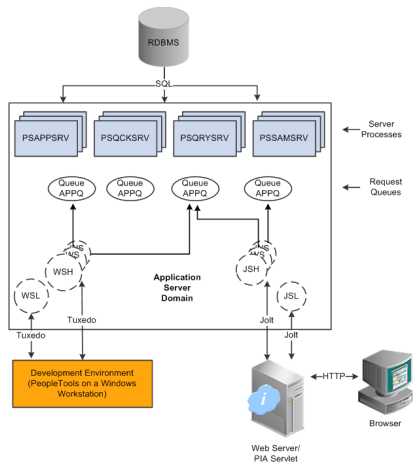 RDBMS
SQL
PSAPPSRV
PSQCKSRV
PSQRYSRV
PSSAMSRV
Server
Processes
Queue
APPQ
Queue
APPQ
Queue
APPQ
Queue
APPQ
Request
Queues
WS
WSH
WSL
Application
Server
Domain
WS
JSH
JSL
Tuxedo
Tuxedo
Jolt
Jolt
Development Environment
(PeopleTools on a Windows
Workstation)
HTTP
Browser
Web Server/
PIA Servlet